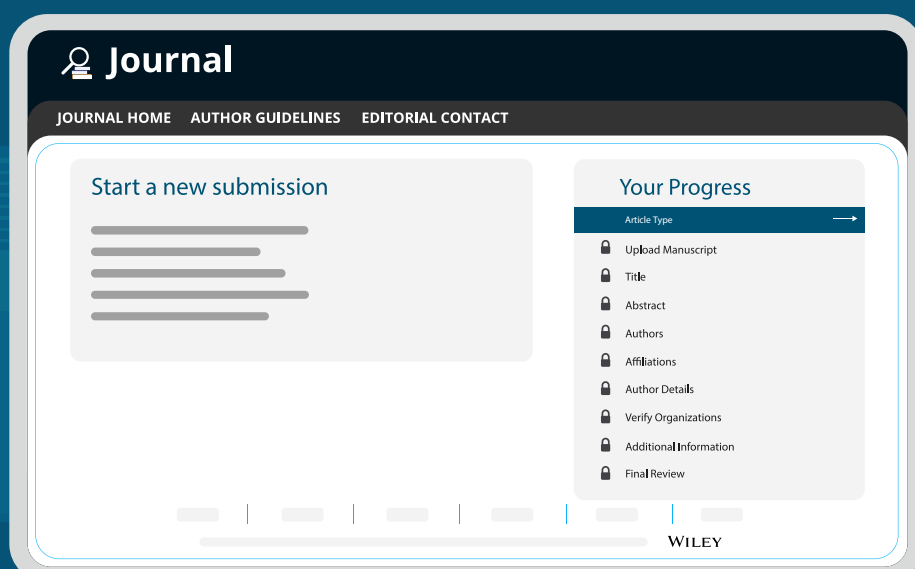 Journal
JOURNAL HOME AUTHOR GUIDELINES EDITORIAL CONTACT
Start a new submission
Your Progress
Article Type
Upload Manuscript
Title
Abstract
Authors
Affiliations
Author Details
Verify Organizations
Additional Information
Final Review
WILEY